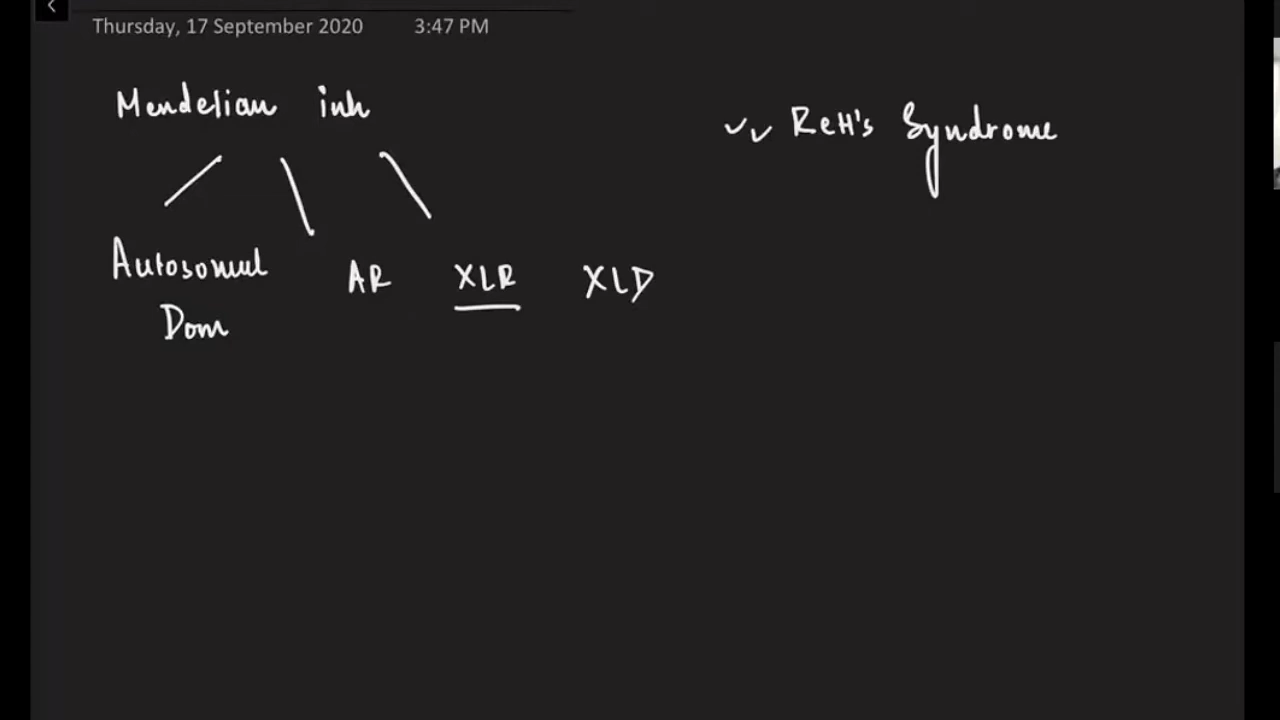 Thursday, 17 September 2020 3:47 PM
Mendelian inh
Rett's Syndrome
Autosomal AR XLR XLD
Dom